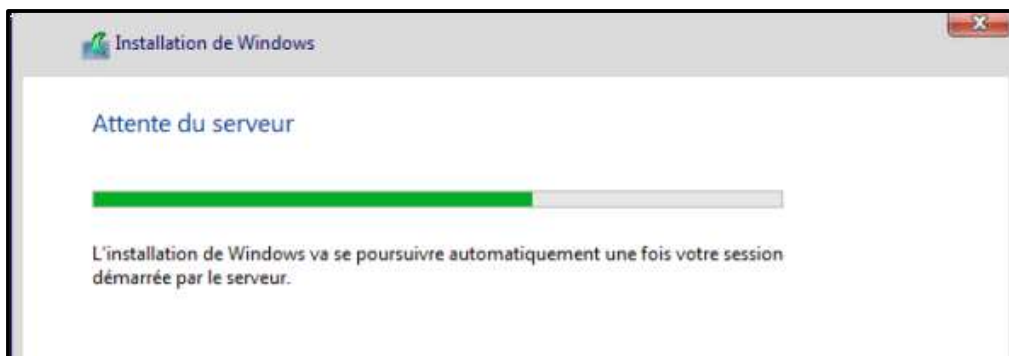 Installation de Windows
Attente du serveur
L'installation de Windows va se poursuivre automatiquement une fois votre session
démarrée par le serveur.